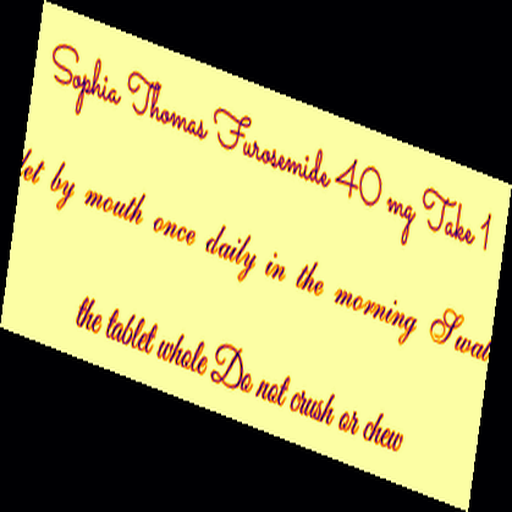 Sophia Thomas Furosemide 40 mg Take 1
by mouth once daily in the morning
the tablet whole Do not crush or chew